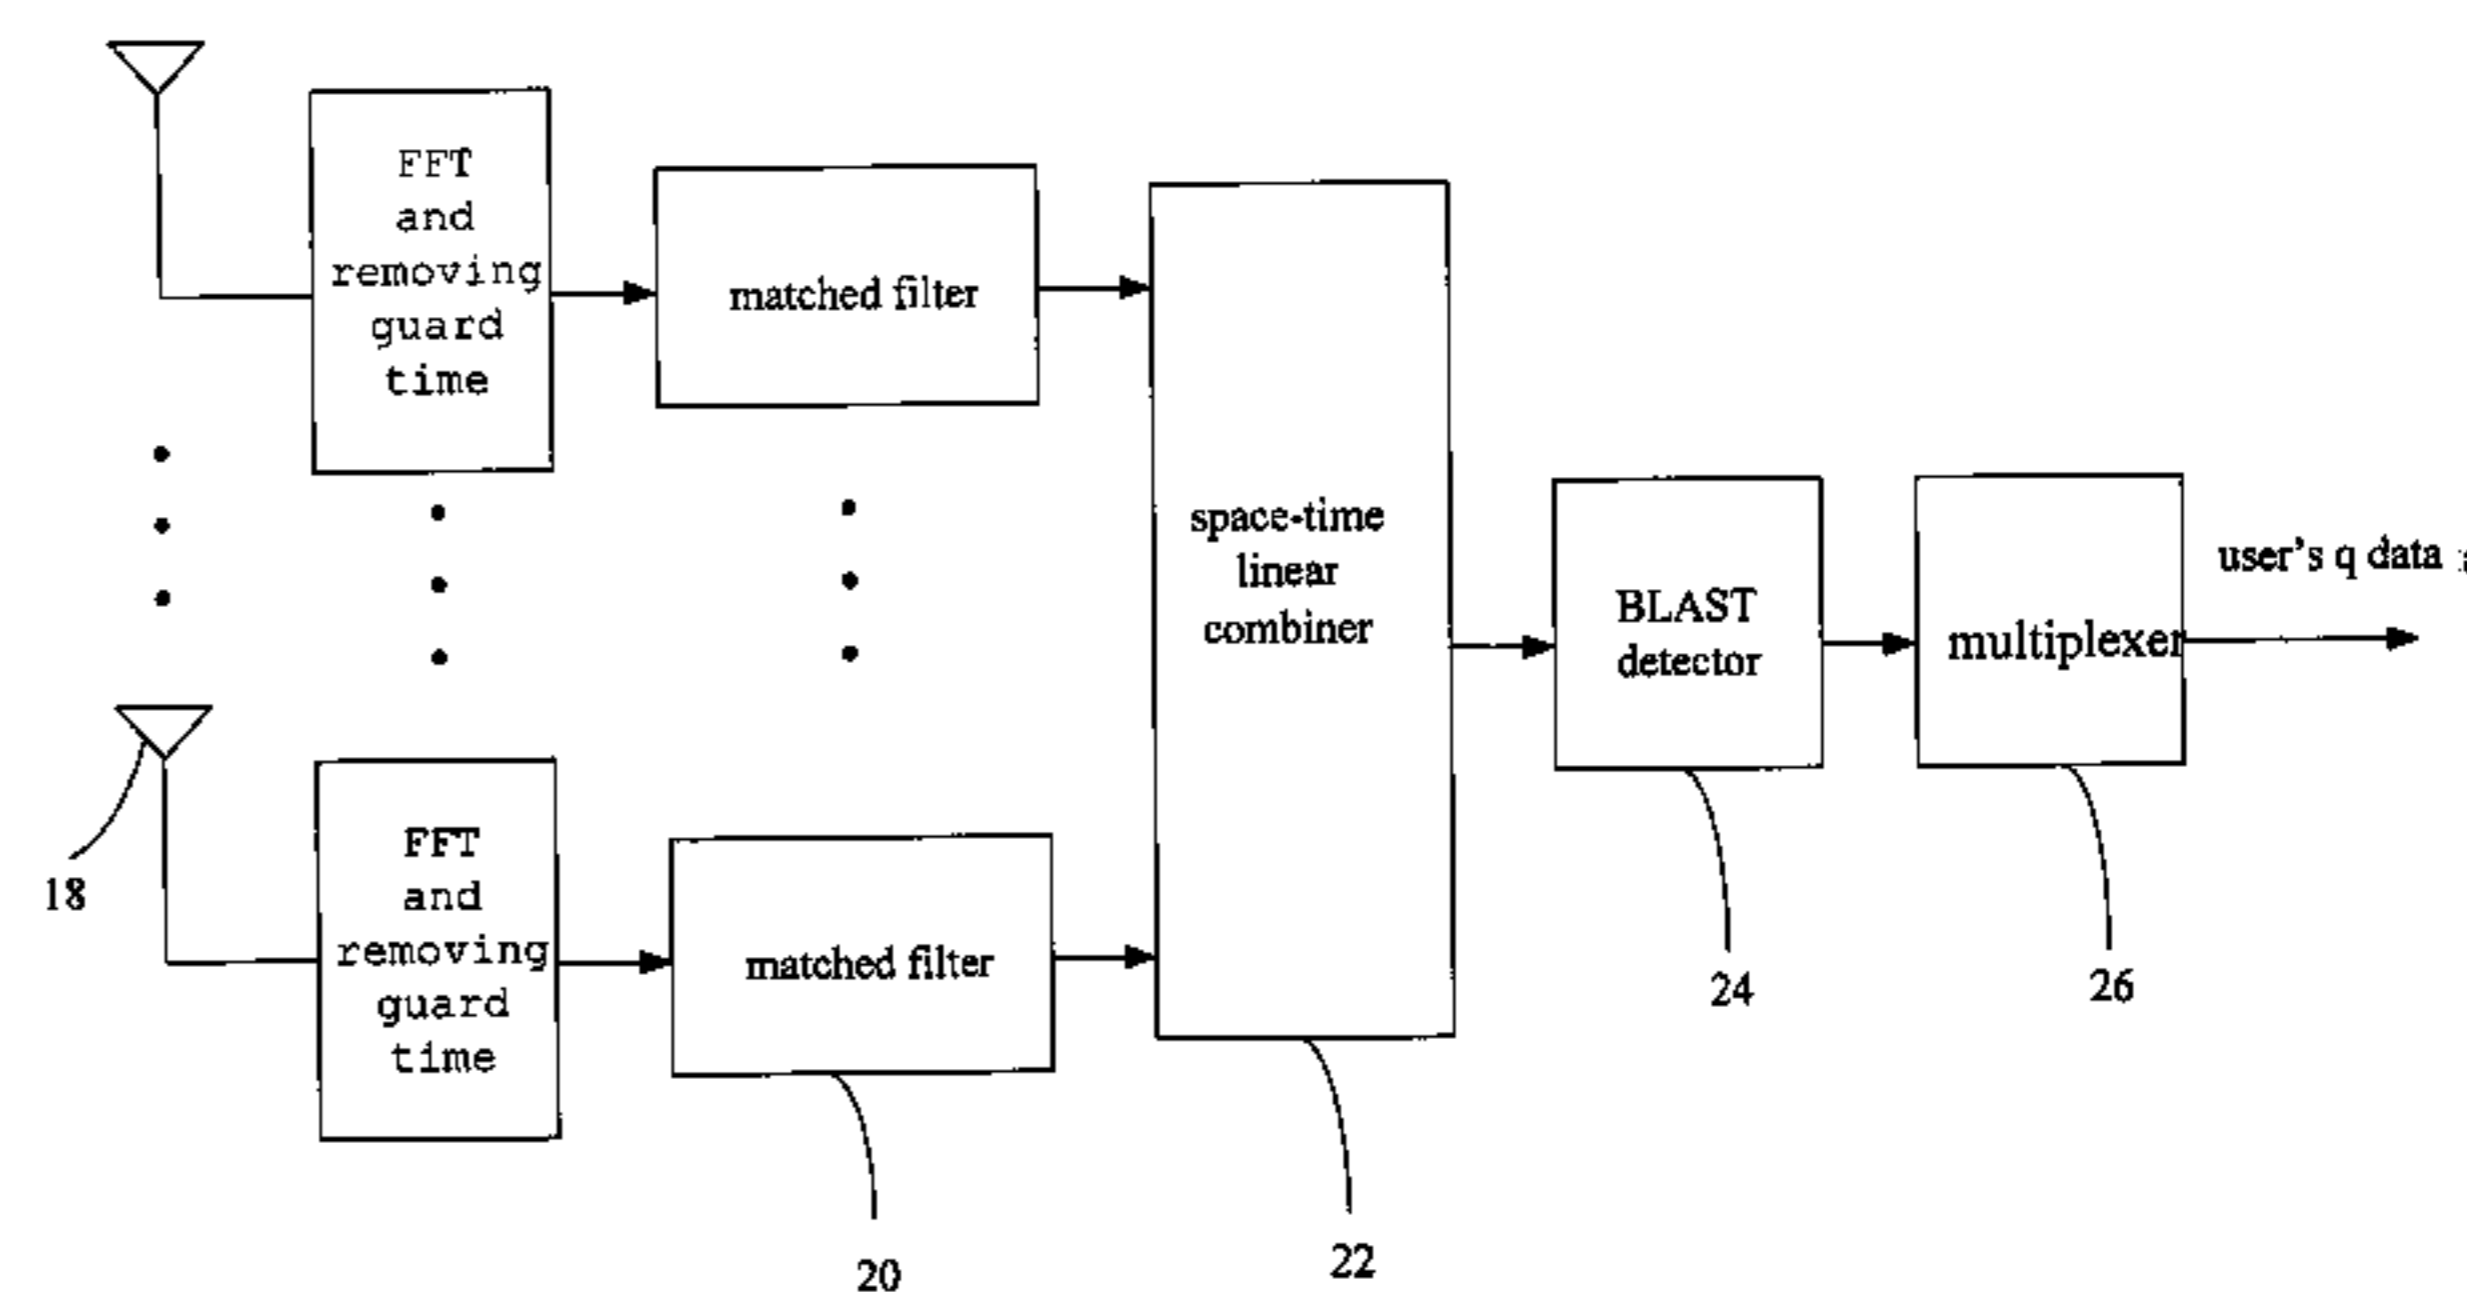 FFT
and
removing
guard
time
matched filter
space-time
linear
combiner
BLAST
detector
multiplexer
user's q data
FFT
and
removing
guard
time
matched filter
18
20
22
24
26